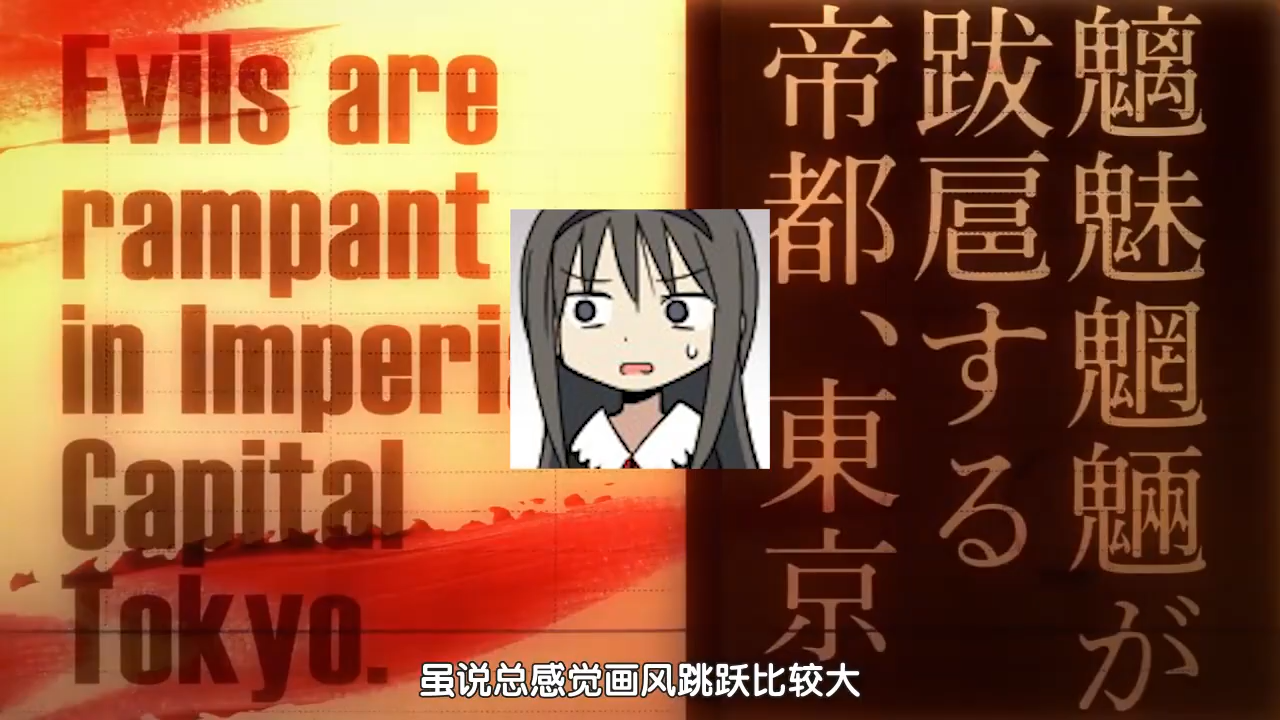 Evils are
rampant
in Imperi
Capital
Tokyo.
魑魅魍魎が
跋扈する
帝都、東京
虽说总感觉画风跳跃比较大